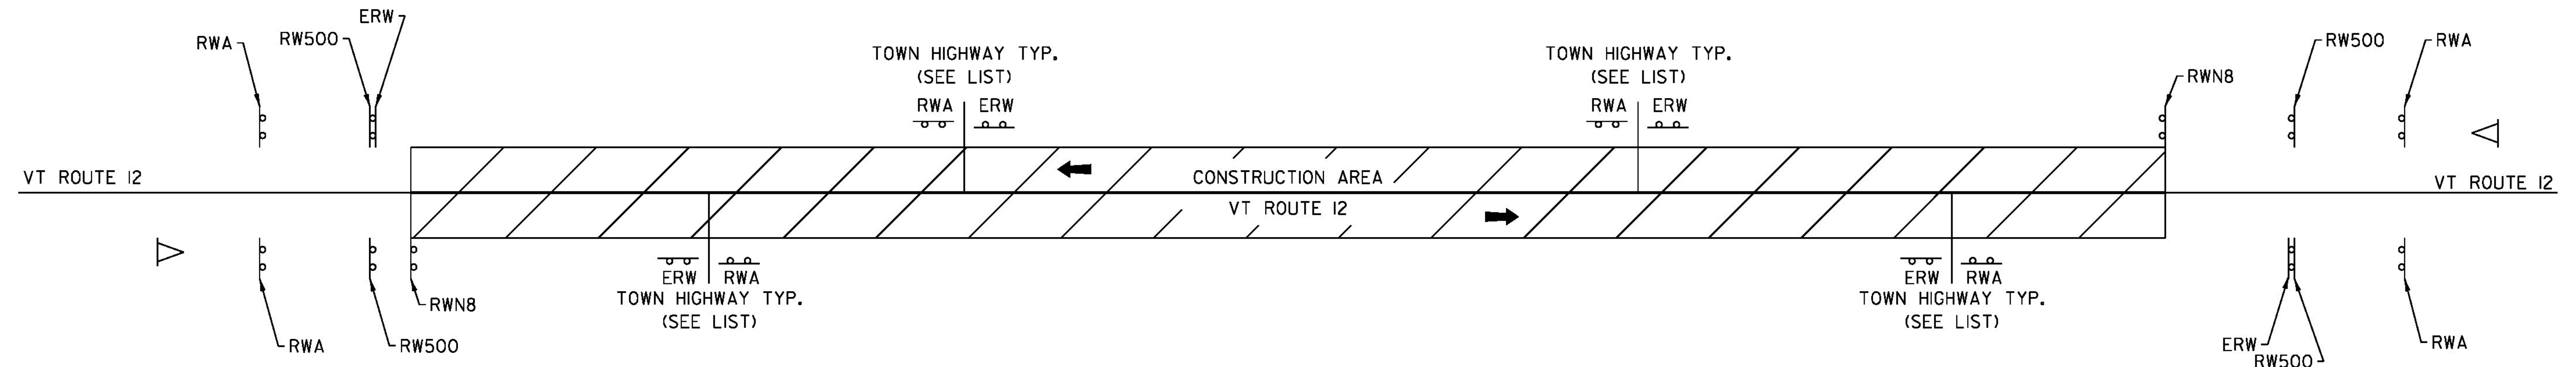 ERW
RWA
RW500
TOWN HIGHWAY TYP.
(SEE LIST)
RWA ERW
TOWN HIGHWAY TYP.
(SEE LIST)
RWA ERW
RW500
RWA
RWN8
VT ROUTE 12
CONSTRUCTION AREA
VT ROUTE 12
VT ROUTE 12
ERW RWA
TOWN HIGHWAY TYP.
(SEE LIST)
ERW RWA
TOWN HIGHWAY TYP.
(SEE LIST)
RWN8
RWA
RW500
ERW
RW500
RWA